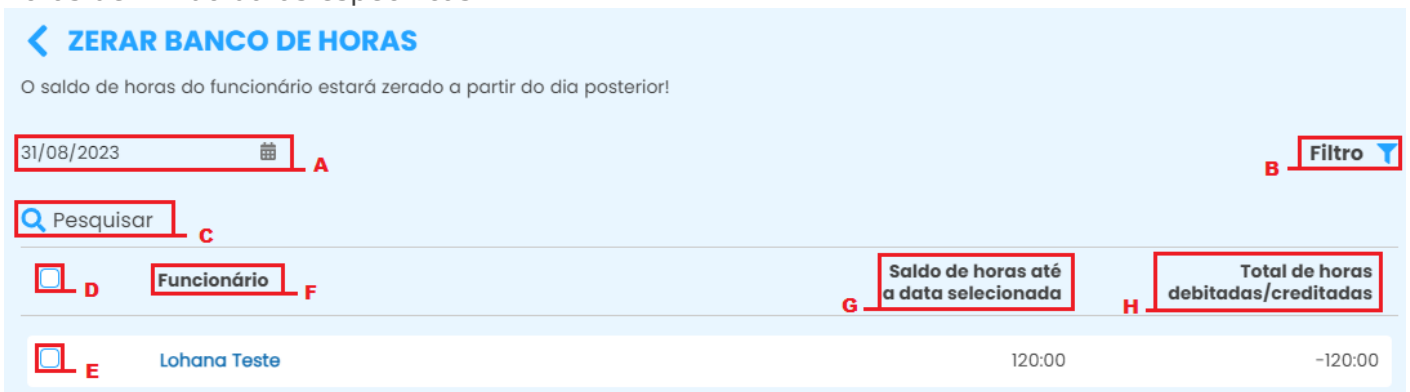 ZERAR BANCO DE HORAS
O saldo de horas do funcionário estará zerado a partir do dia posterior!
31/08/2023
A
B
Filtro
Pesquisar
C
D
Funcionário
F
G
Saldo de horas até
a data selecionada
H
Total de horas
debitadas/creditadas
E
Lohana Teste
120:00
-120:00